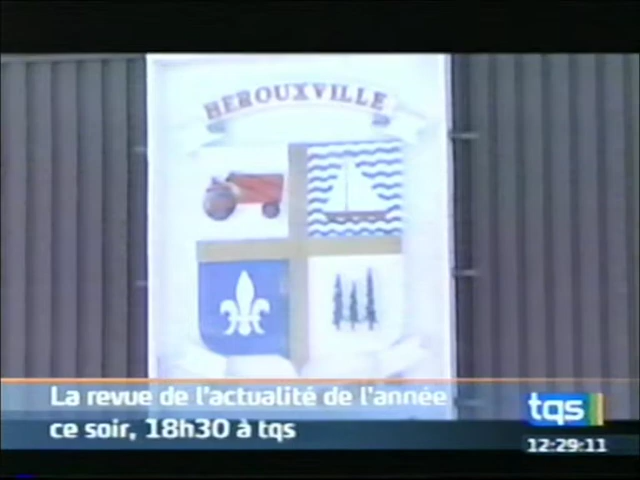 HEROUXVILLE
La revue de l'actualité de l'année
ce soir, 18h30 à tqs
tqs
12:29:11